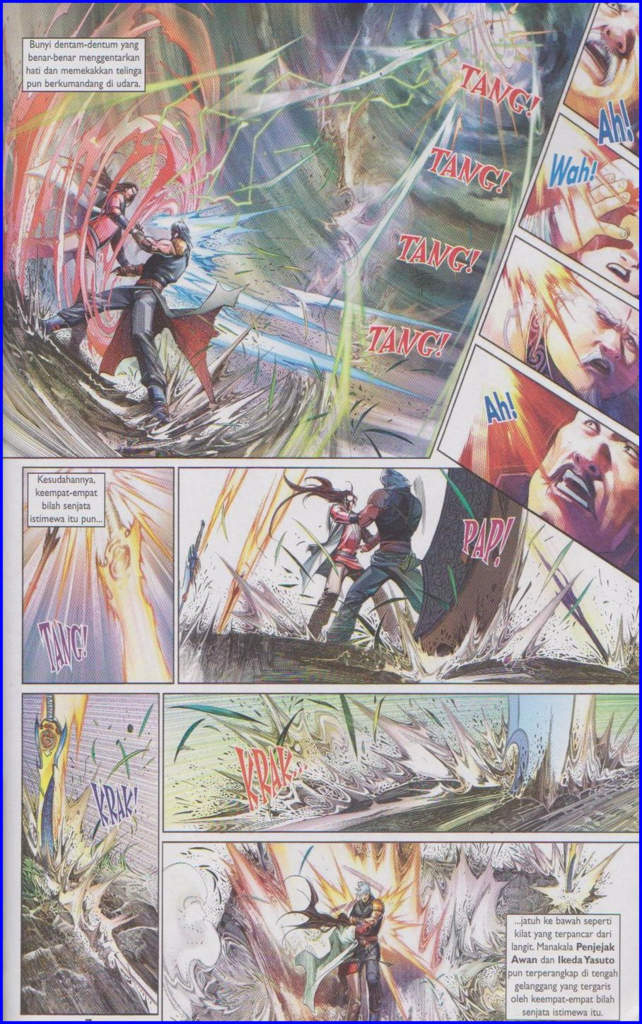 Bunyi dentam-dentum yang
benar-benar menggentarkan
hati dan memekakkan telinga
pun berkumandang di udara.
TANG!
TANG!
TANG!
TANG!
Ah!
Wah!
Ah!
Kesudahannya,
keempat-empat
bilah senjata
istimewa itu pun...
TANG!
PAP!
KRAK!
KRAK...
...jatuh ke bawah seperti
kilat yang terpancar dari
langit. Manakala Penjejak
Awan dan Ikeda Yasuto
pun terperangkap di tengah
gelanggang yang tergaris
oleh keempat-empat bilah
senjata istimewa itu.